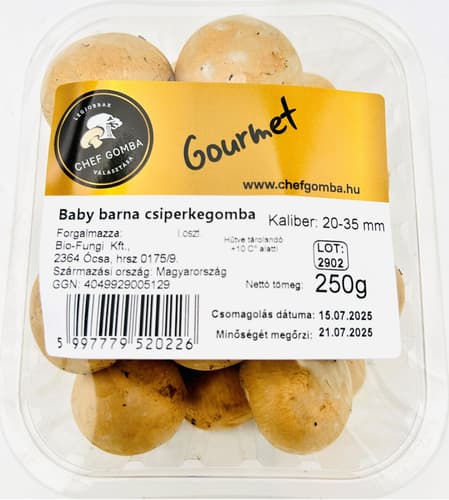 LEGJOBBAK
CHEF GOMBA
VÁLASZTÁSA
Gourmet
www.chefgomba.hu
Baby barna csiperkegomba
Kaliber: 20-35 mm
Forgalmazza:
I.oszt.
Bio-Fungi Kft.,
2364 Ócsa, hrsz 0175/9.
Származási ország: Magyarország
GGN: 4049929005129
Hűtve tárolandó
+10 C° alatt!
LOT:
2902
Nettó tömeg: 250g
Csomagolás dátuma: 15.07.2025
Minőségét megőrzi: 21.07.2025
5 997779 520226